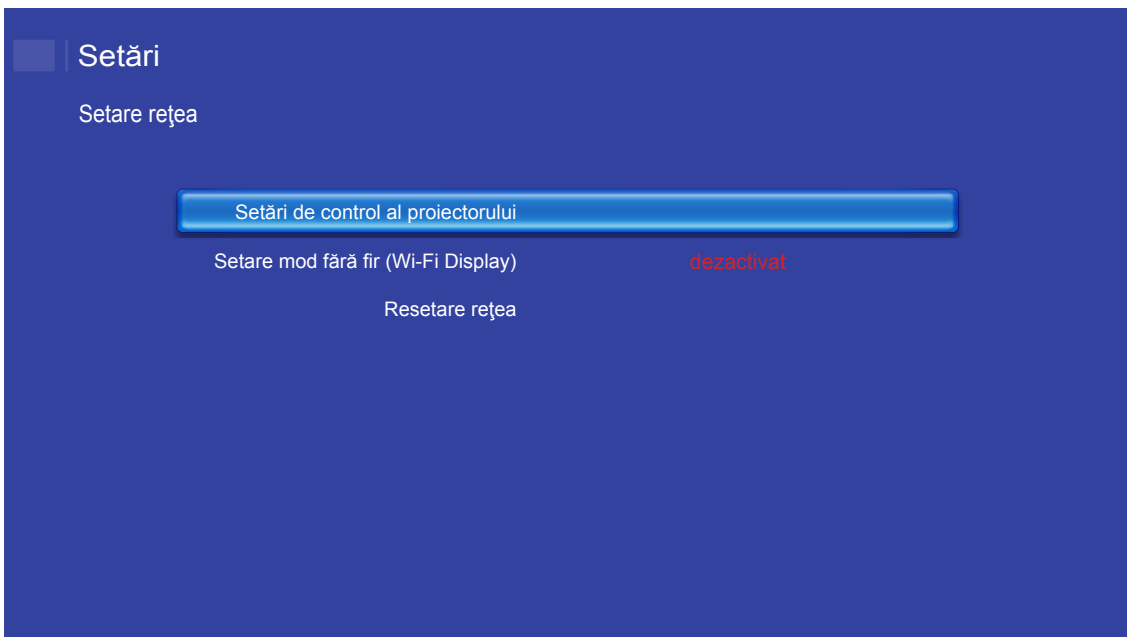 Setări
Setare reţea
Setări de control al proiectorului
Setare mod fără fir (Wi-Fi Display) dezactivat
Resetare reţea